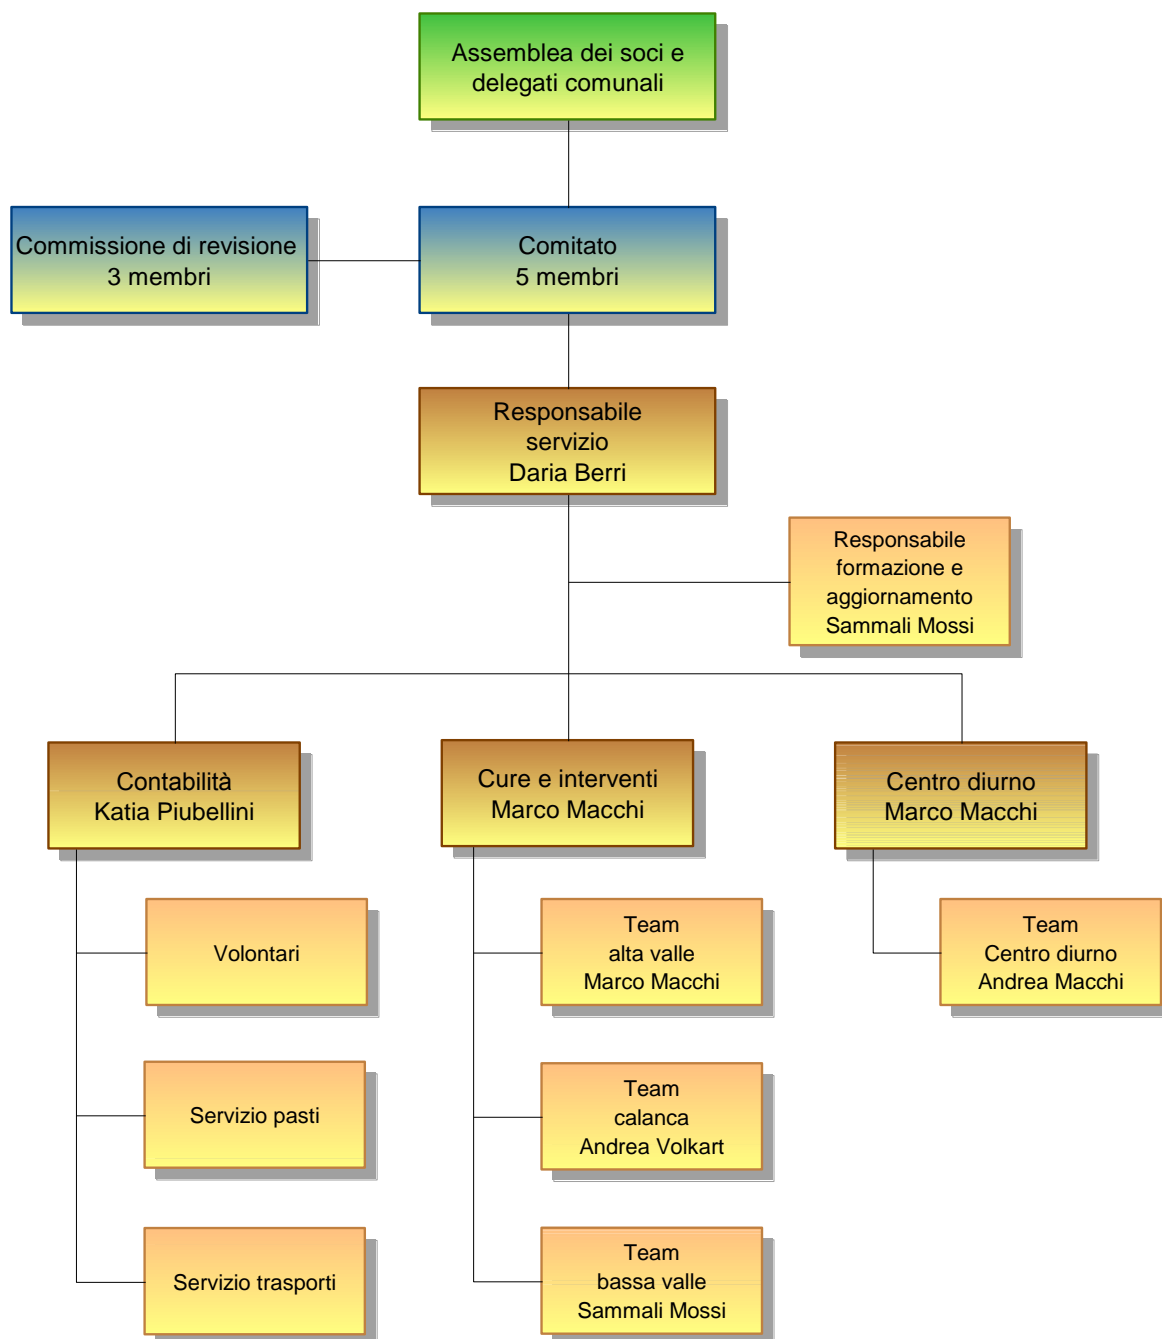 Assemblea dei soci e
delegati comunali
Commissione di revisione
3 membri
Comitato
5 membri
Responsabile
servizio
Daria Berri
Responsabile
formazione e
aggiornamento
Sammali Mossi
Contabilità
Katia Piubellini
Cure e interventi
Marco Macchi
Centro diurno
Marco Macchi
Volontari
Team
alta valle
Marco Macchi
Team
Centro diurno
Andrea Macchi
Servizio pasti
Team
calanca
Andrea Volkart
Servizio trasporti
Team
bassa valle
Sammali Mossi